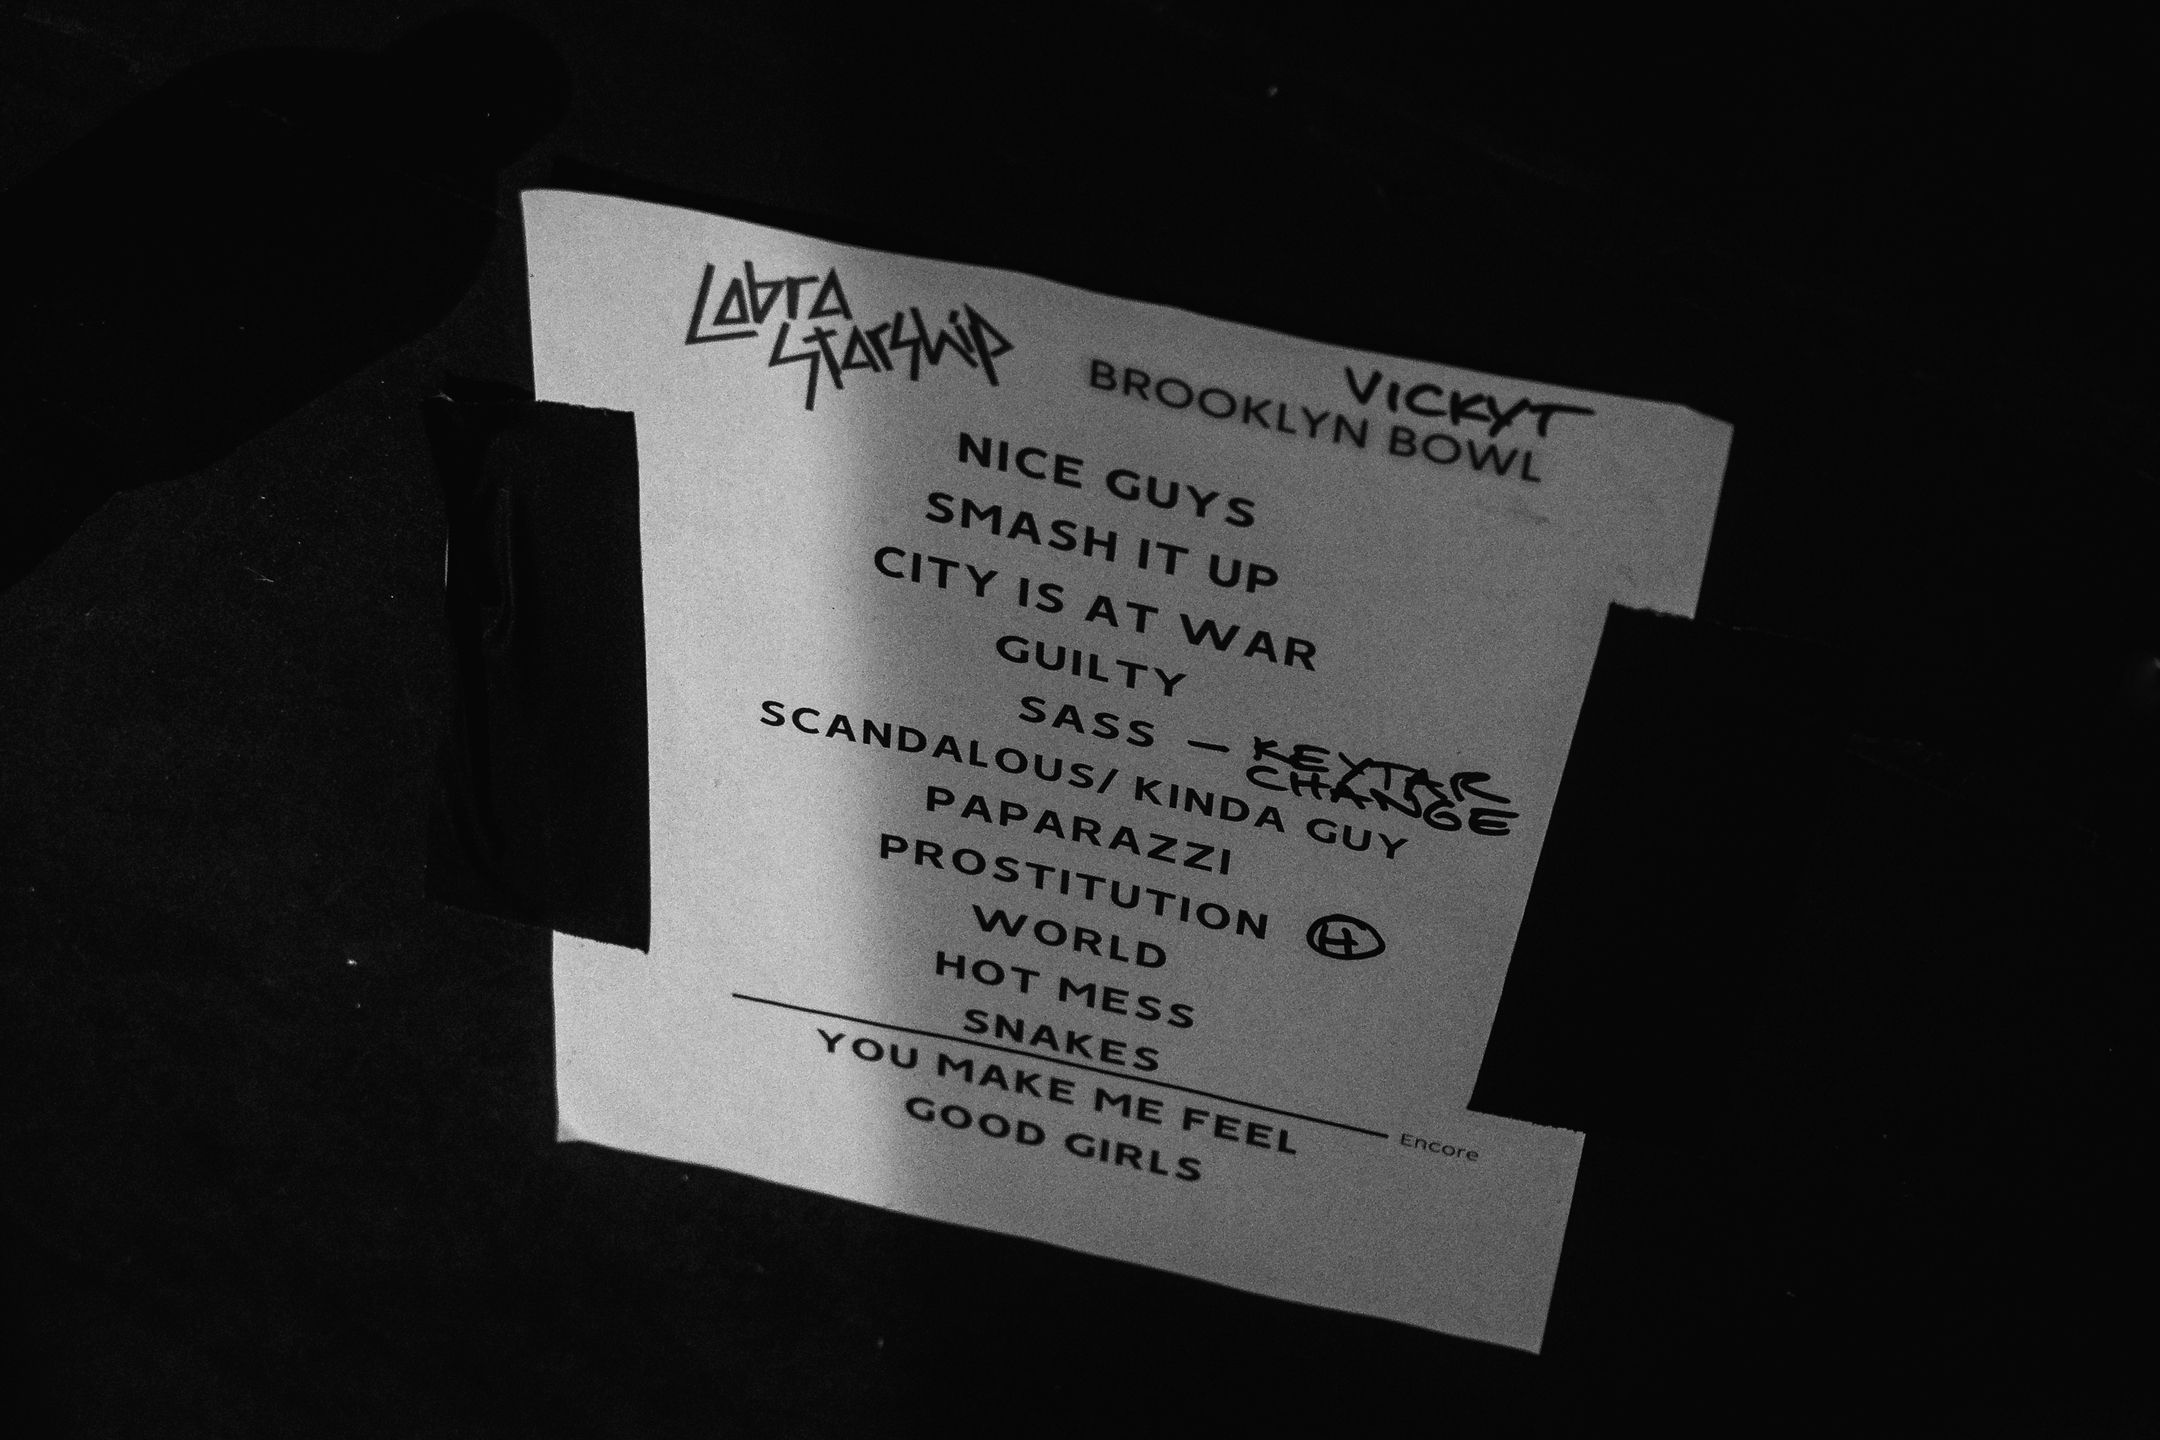 Cobra
Starship
VICKYT
BROOKLYN BOWL
NICE GUYS
SMASH IT UP
CITY IS AT WAR
GUILTY
SASS — KEYTAR
CHANGE
SCANDALOUS/ KINDA GUY
PAPARAZZI
PROSTITUTION H
WORLD
HOT MESS
SNAKES
Encore
YOU MAKE ME FEEL
GOOD GIRLS